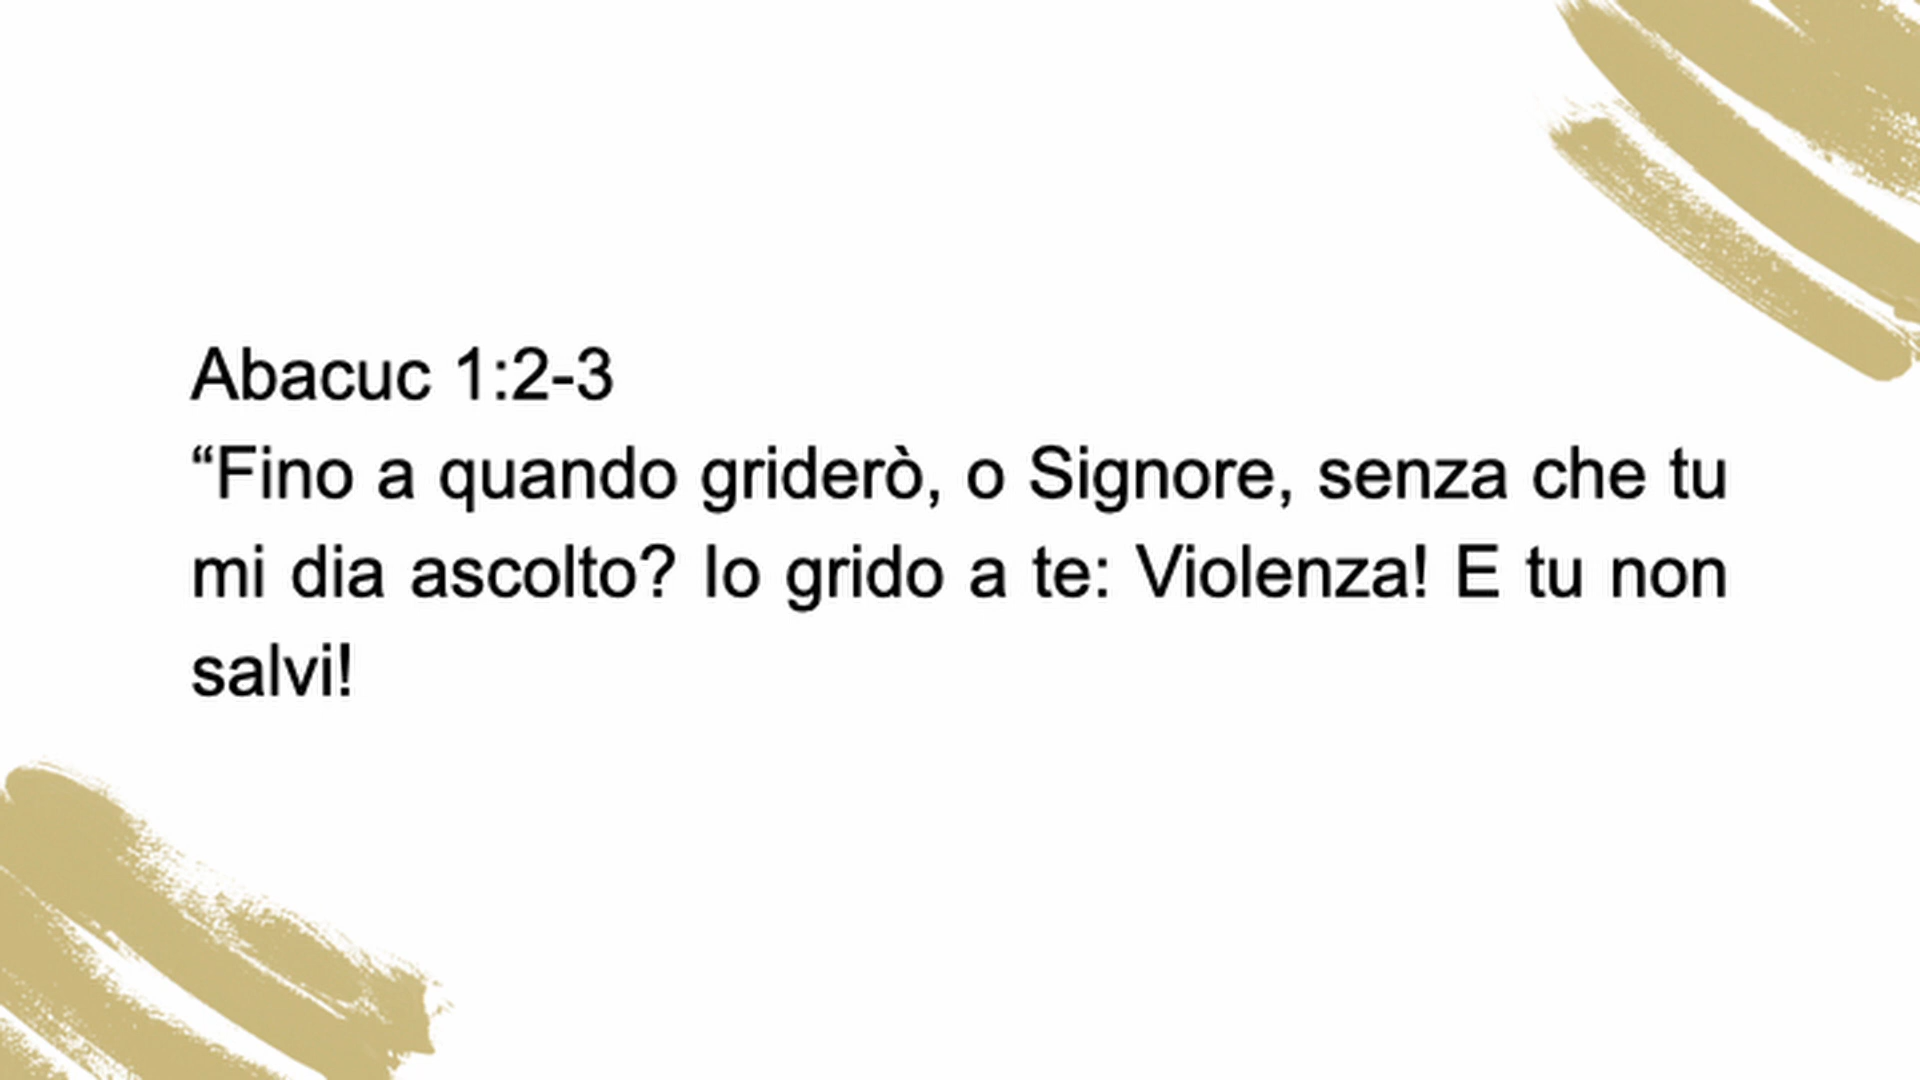 Abacuc 1:2-3
“Fino a quando griderò, o Signore, senza che tu
mi dia ascolto? Io grido a te: Violenza! E tu non
salvi!